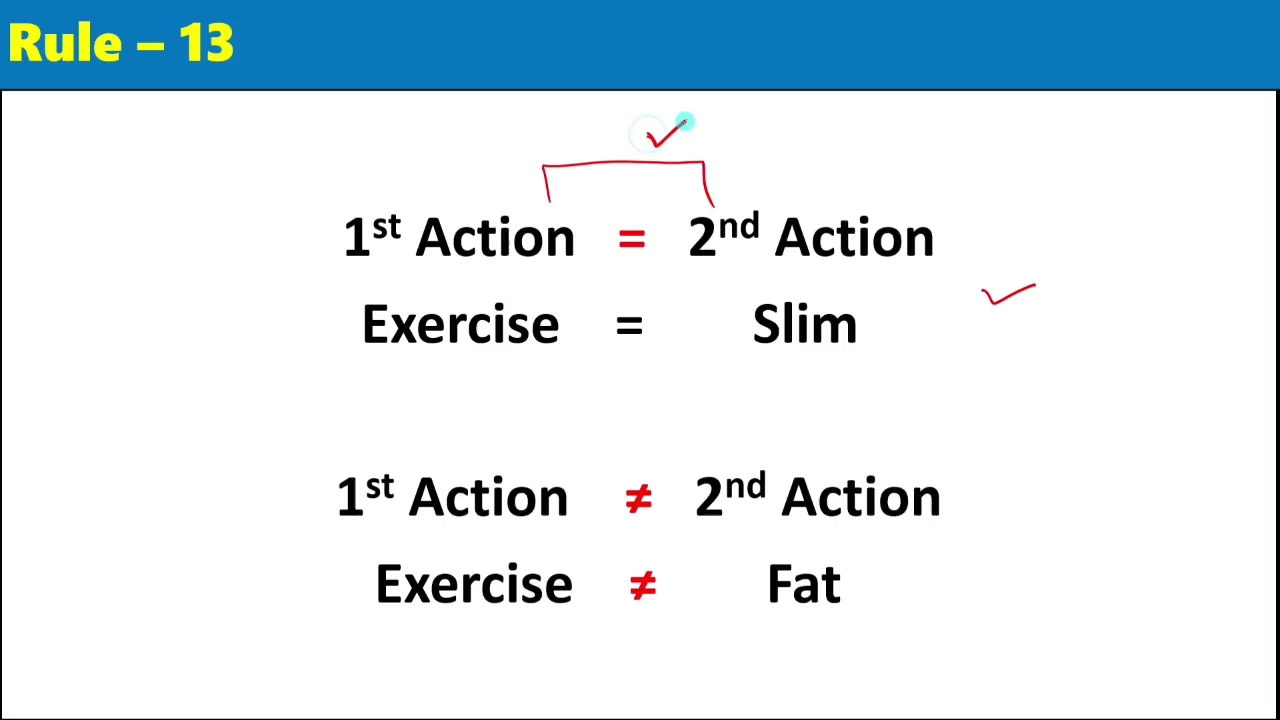 Rule – 13
1st Action = 2nd Action
Exercise = Slim
1st Action ≠ 2nd Action
Exercise ≠ Fat